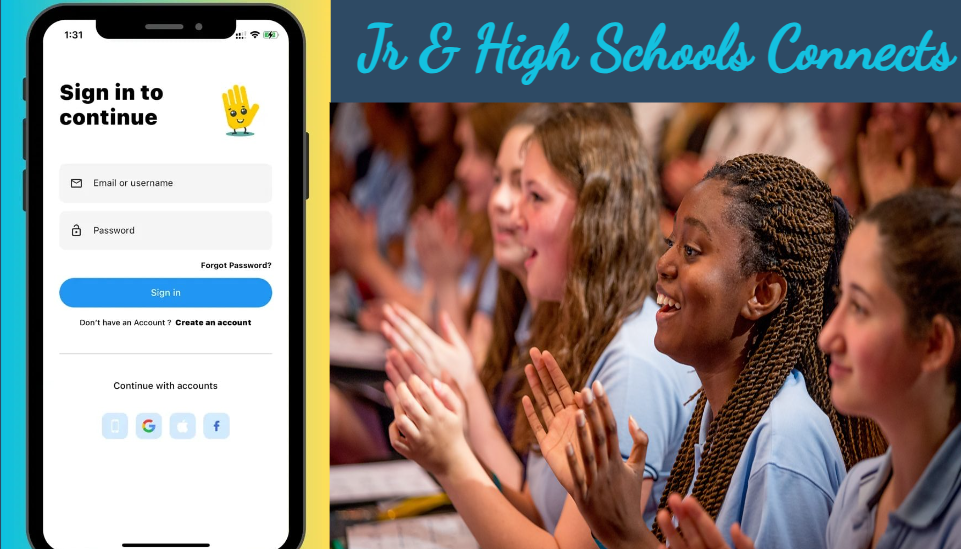 1:31
Sign in to
continue
Email or username
Password
Forgot Password?
Sign in
Don't have an Account ? Create an account
Continue with accounts
Jr & High Schools Connects